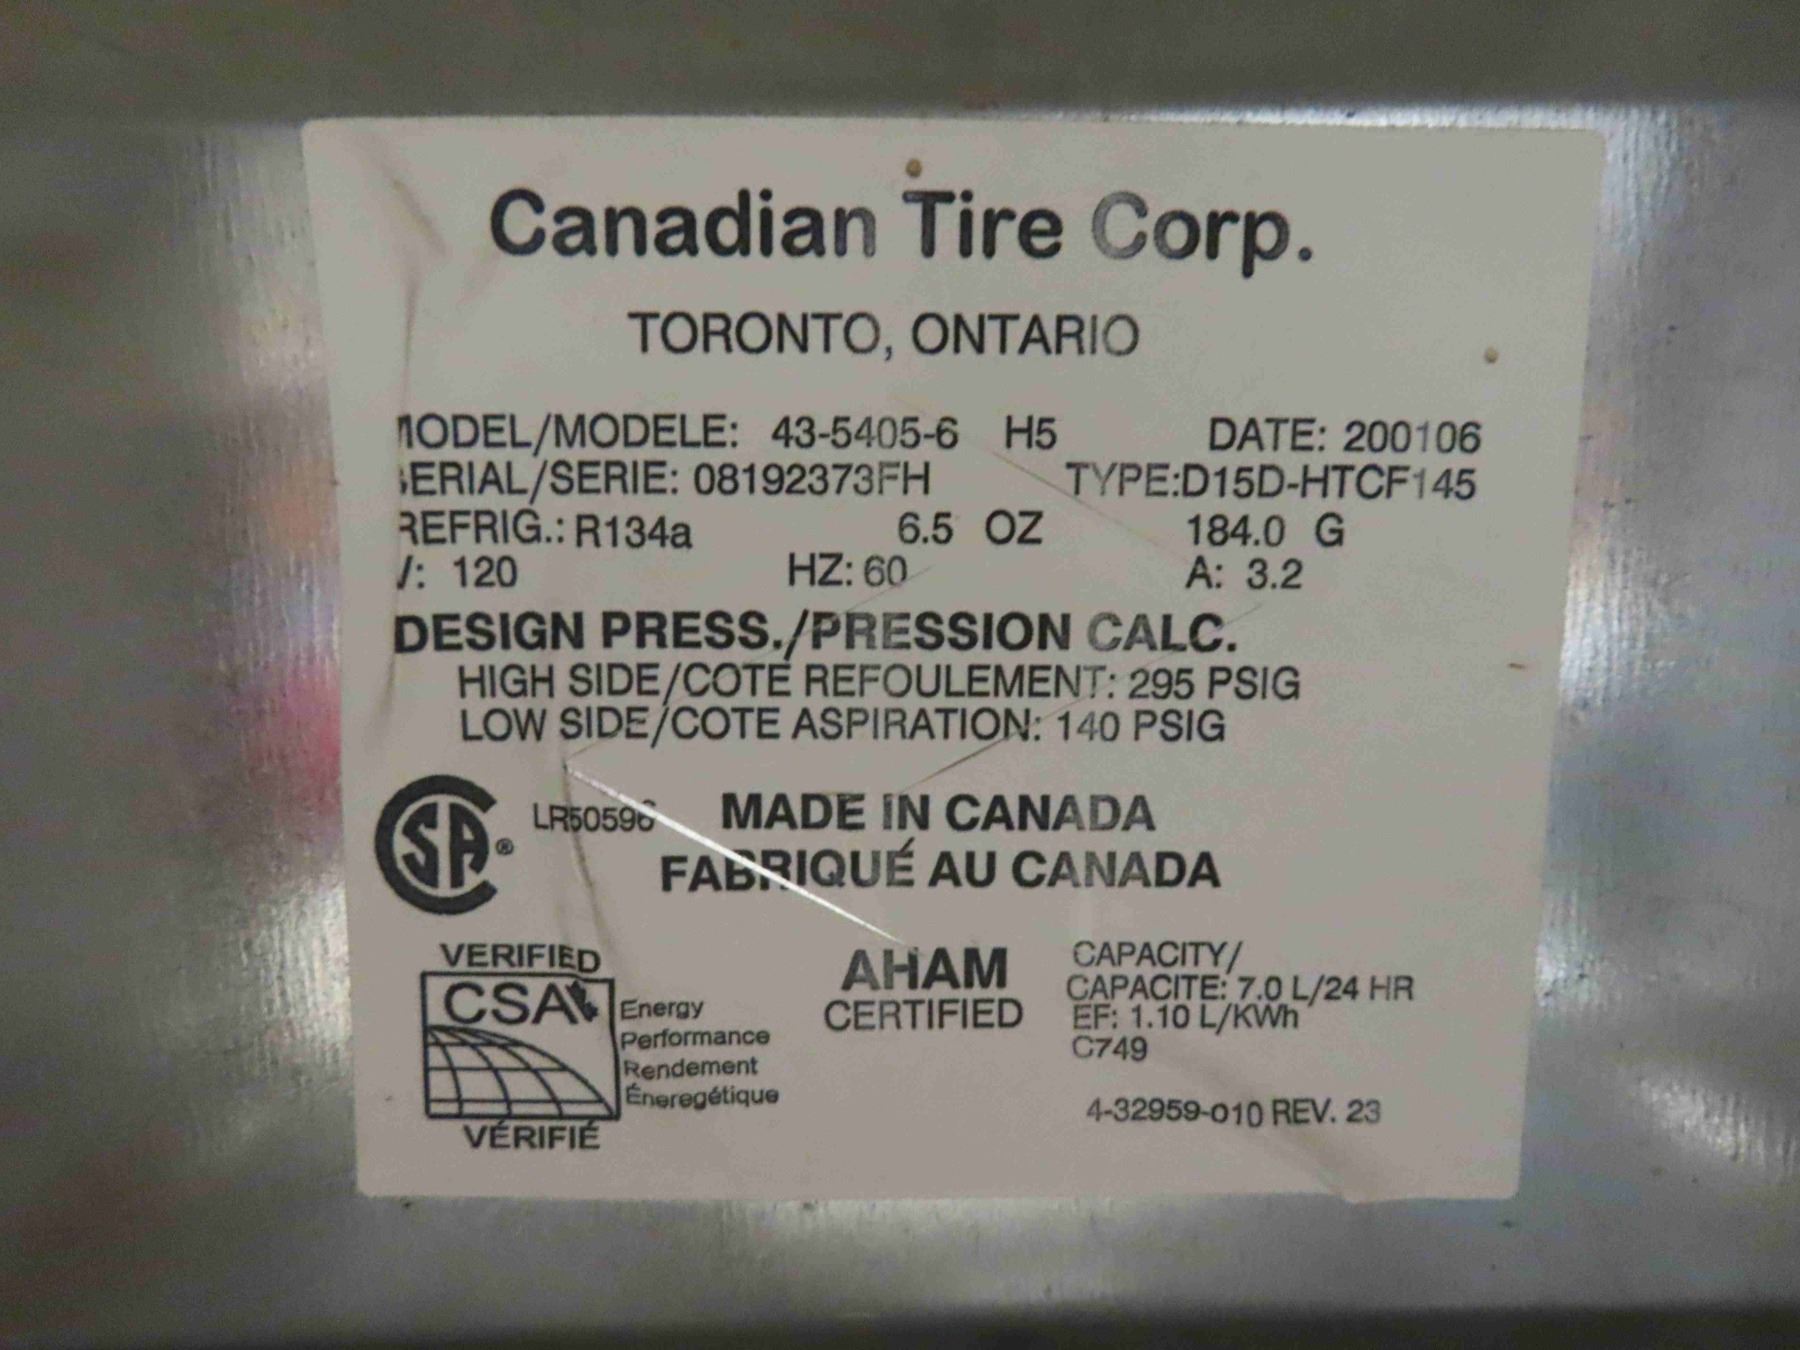 Canadian Tire Corp.
TORONTO, ONTARIO
MODEL/MODELE: 43-5405-6 H5 DATE: 200106
SERIAL/SERIE: 08192373FH TYPE:D15D-HTCF145
REFRIG.: R134a 6.5 OZ 184.0 G
V: 120 HZ: 60 A: 3.2
DESIGN PRESS./PRESSION CALC.
HIGH SIDE/COTE REFOULEMENT: 295 PSIG
LOW SIDE/COTE ASPIRATION: 140 PSIG
SA® LR50596 MADE IN CANADA
FABRIQUÉ AU CANADA
VERIFIED
CSA
Energy
Performance
Rendement
Éneregétique
VÉRIFIÉ
AHAM
CERTIFIED
CAPACITY/
CAPACITE: 7.0 L/24 HR
EF: 1.10 L/KWh
C749
4-32959-010 REV. 23